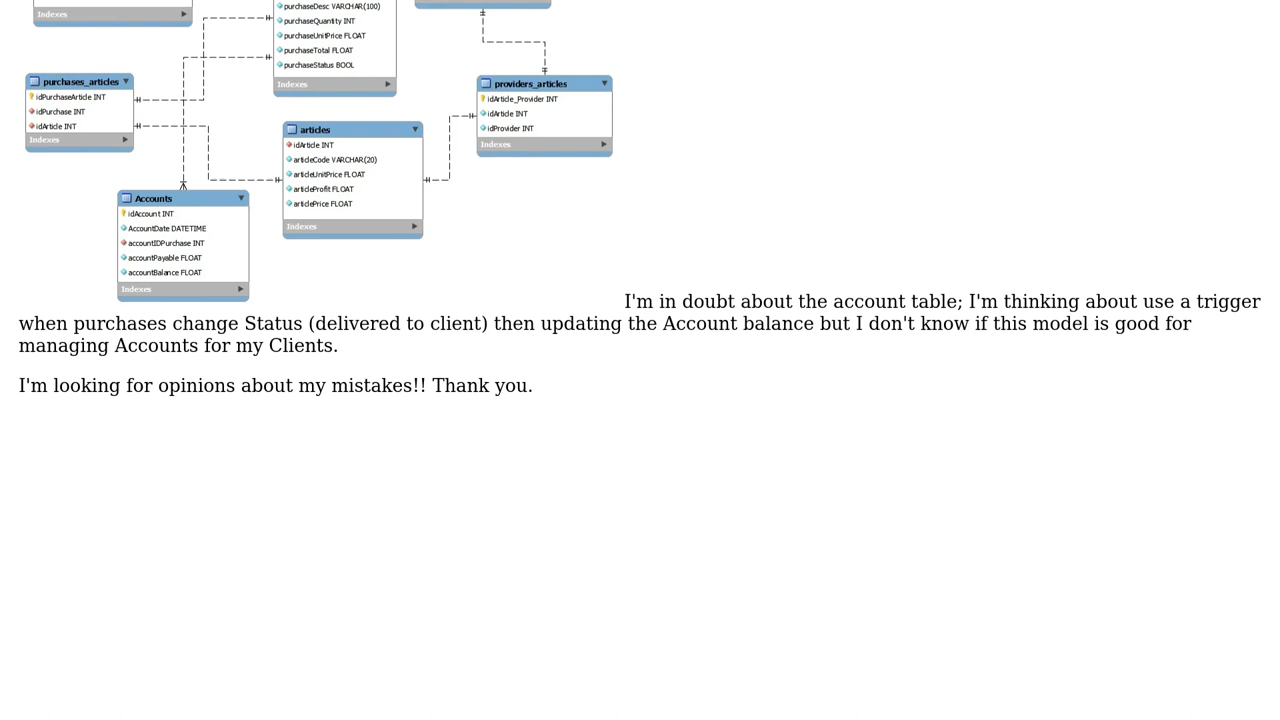 Indexes
purchaseDesc VARCHAR(100)
purchaseQuantity INT
purchaseUnitPrice FLOAT
purchaseTotal FLOAT
purchaseStatus BOOL
Indexes
purchases_articles
idPurchaseArticle INT
idPurchase INT
idArticle INT
Indexes
providers_articles
idArticle_Provider INT
idArticle INT
idProvider INT
Indexes
articles
idArticle INT
articleCode VARCHAR(20)
articleUnitPrice FLOAT
articleProfit FLOAT
articlePrice FLOAT
Indexes
Accounts
idAccount INT
AccountDate DATETIME
accountIDPurchase INT
accountPayable FLOAT
accountBalance FLOAT
Indexes
I'm in doubt about the account table; I'm thinking about use a trigger
when purchases change Status (delivered to client) then updating the Account balance but I don't know if this model is good for
managing Accounts for my Clients.
I'm looking for opinions about my mistakes!! Thank you.